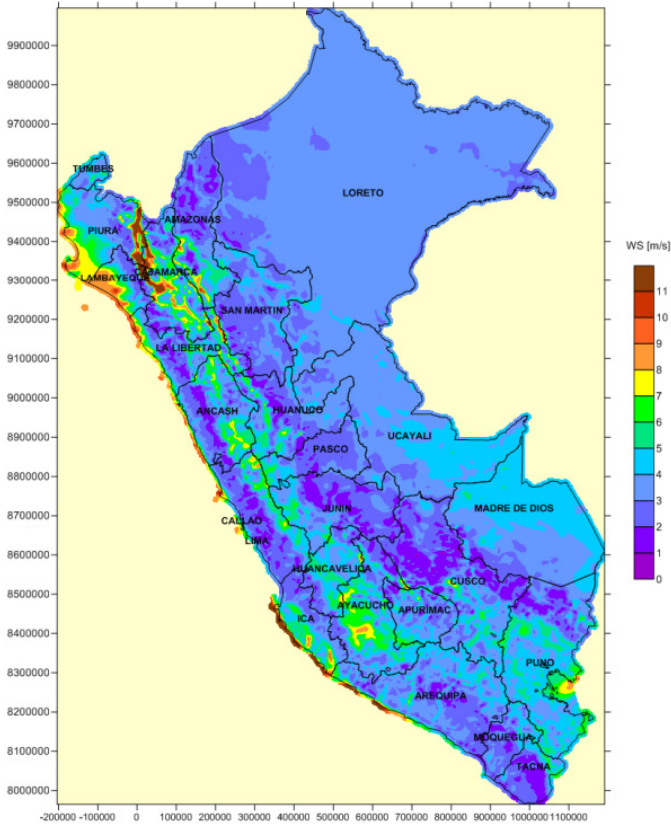 9900000
9800000
9700000
9600000
9500000
9400000
9300000
9200000
9100000
9000000
8900000
8800000
8700000
8600000
8500000
8400000
8300000
8200000
8100000
8000000
TUMBES
LORETO
AMAZONAS
PIURA
CAJAMARCA
LAMBAYEQUE
SAN MARTIN
LA LIBERTAD
ANCASH
HUANUCO
UCAYALI
PASCO
JUNIN
MADRE DE DIOS
CALLAO
LIMA
HUANCAVELICA
CUSCO
AYACUCHO
APURIMAC
ICA
PUNO
AREQUIPA
MOQUEGUA
TACNA
WS [m/s]
11
10
9
8
7
6
5
4
3
2
1
0
-200000 -100000 0 100000 200000 300000 400000 500000 600000 700000 800000 900000 1000000 1100000